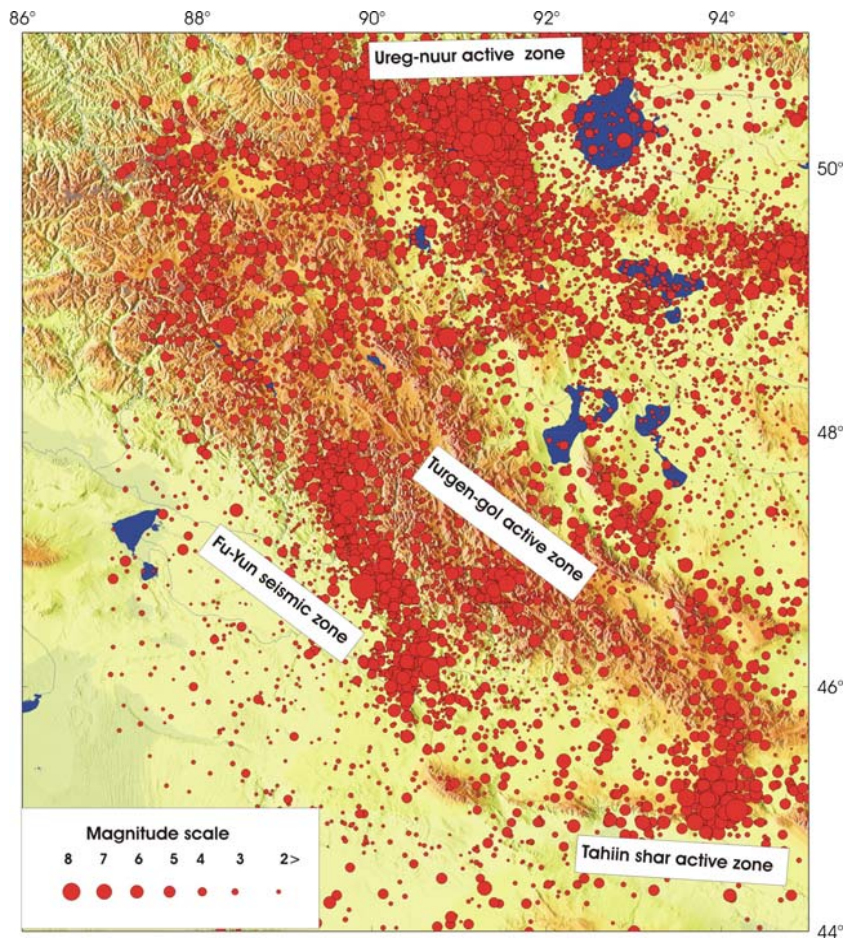 86° 88° 90° 92° 94°
Ureg-nuur active zone
50°
48°
Turgen-gol active zone
Fu-Yun seismic zone
46°
Magnitude scale
8 7 6 5 4 3 2>
Tahiin shar active zone
44°